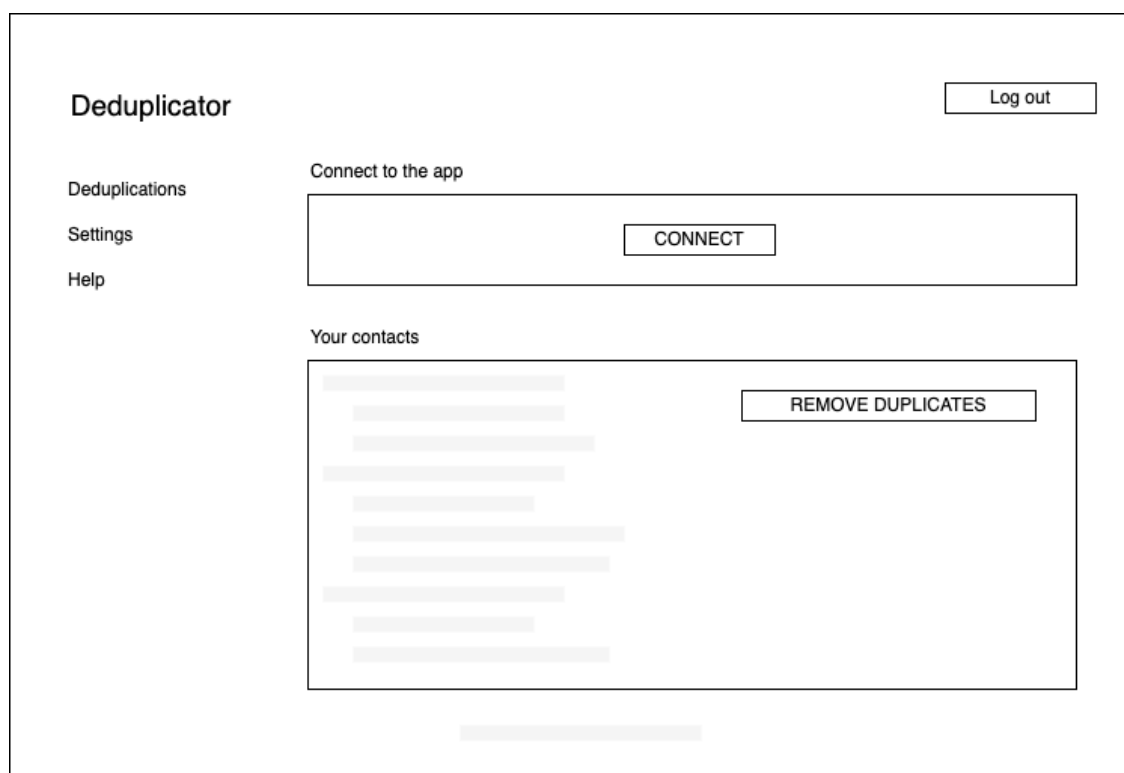 Deduplicator
Log out
Deduplications
Settings
Help
Connect to the app
CONNECT
Your contacts
REMOVE DUPLICATES